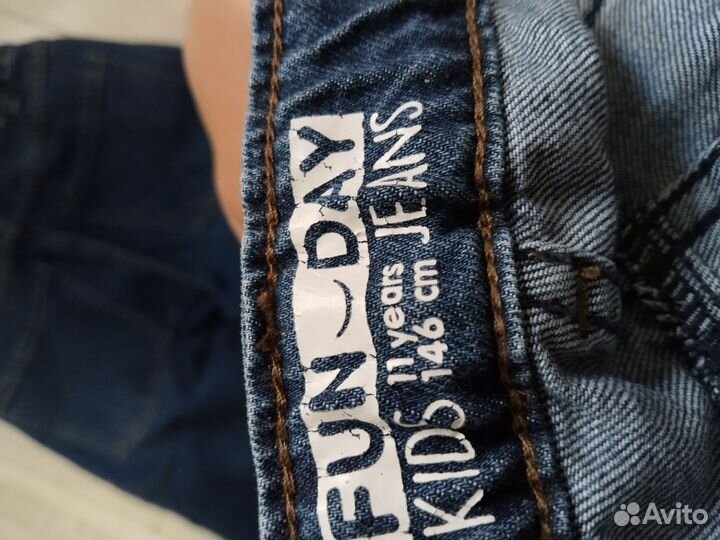 FUN DAY
KIDS 11 years JEANS
146 cm
Avito